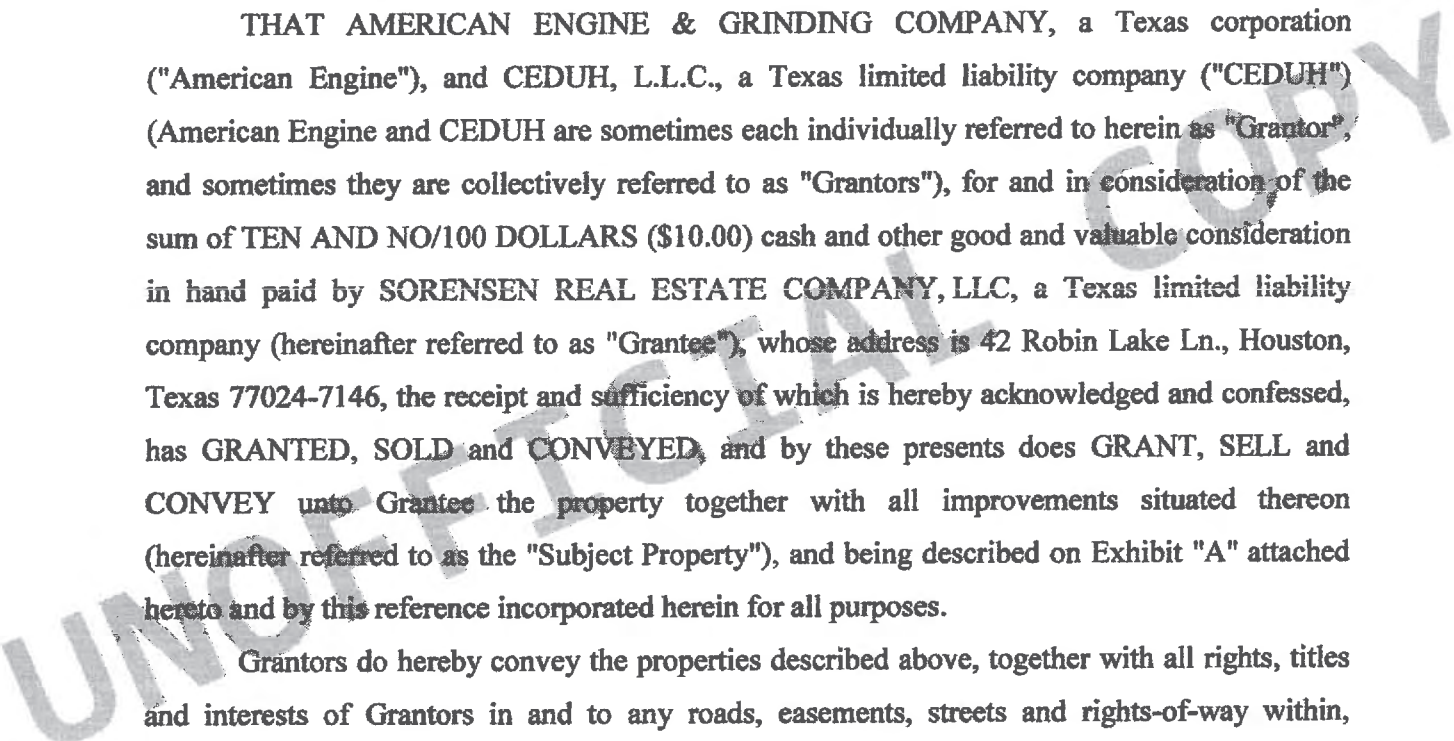 THAT AMERICAN ENGINE & GRINDING COMPANY, a Texas corporation
("American Engine"), and CEDUH, L.L.C., a Texas limited liability company ("CEDUH")
(American Engine and CEDUH are sometimes each individually referred to herein as "Grantor",
and sometimes they are collectively referred to as "Grantors"), for and in consideration of the
sum of TEN AND NO/100 DOLLARS ($10.00) cash and other good and valuable consideration
in hand paid by SORENSEN REAL ESTATE COMPANY, LLC, a Texas limited liability
company (hereinafter referred to as "Grantee"), whose address is 42 Robin Lake Ln., Houston,
Texas 77024-7146, the receipt and sufficiency of which is hereby acknowledged and confessed,
has GRANTED, SOLD and CONVEYED, and by these presents does GRANT, SELL and
CONVEY unto Grantee the property together with all improvements situated thereon
(hereinafter referred to as the "Subject Property"), and being described on Exhibit "A" attached
hereto and by this reference incorporated herein for all purposes.
Grantors do hereby convey the properties described above, together with all rights, titles
and interests of Grantors in and to any roads, easements, streets and rights-of-way within,
UNOFFICIAL COPY